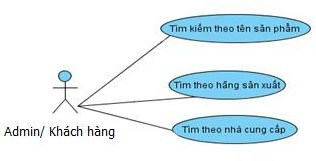 Tìm kiếm theo tên sản phẩm
Tìm theo hãng sản xuất
Admin/ Khách hàng
Tìm theo nhà cung cấp